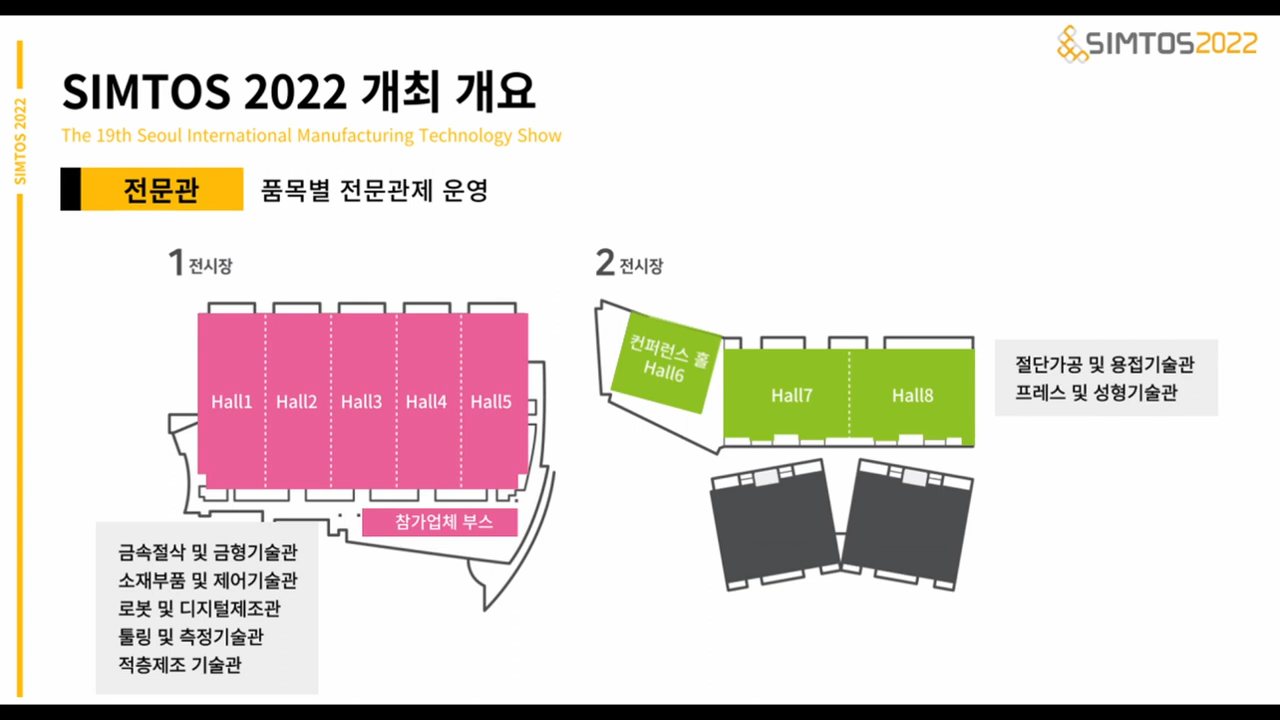 SIMTOS2022
SIMTOS 2022
SIMTOS 2022 개최 개요
The 19th Seoul International Manufacturing Technology Show
전문관 품목별 전문관제 운영
1 전시장
2 전시장
Hall1 Hall2 Hall3 Hall4 Hall5
참가업체 부스
컨퍼런스 홀
Hall6
Hall7 Hall8
절단가공 및 용접기술관
프레스 및 성형기술관
금속절삭 및 금형기술관
소재부품 및 제어기술관
로봇 및 디지털제조관
툴링 및 측정기술관
적층제조 기술관